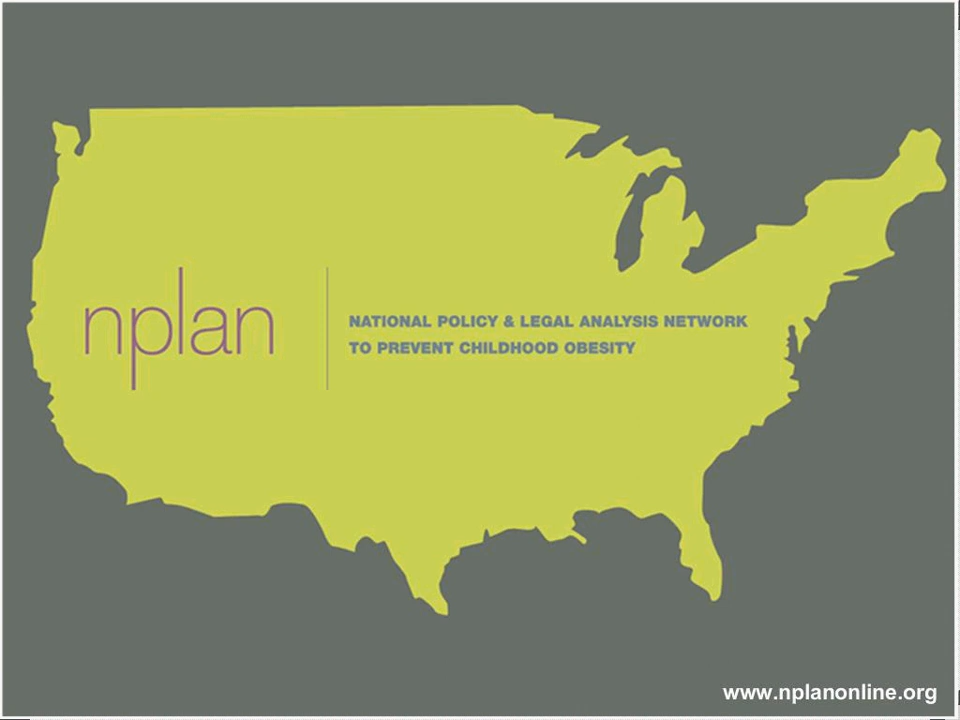 nplan
NATIONAL POLICY & LEGAL ANALYSIS NETWORK
TO PREVENT CHILDHOOD OBESITY
www.nplanonline.org